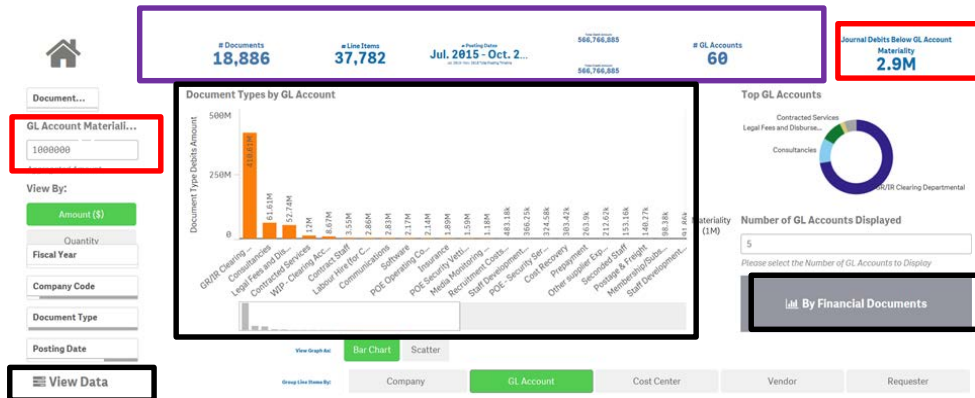 # Documents
18,886
# Line Items
37,782
# Posting Dates
Jul. 2015 - Oct. 2...
566,766,885
566,766,885
# GL Accounts
60
Journal Debits Below GL Account
Materiality
2.9M
Document...
GL Account Materiali...
1000000
View By:
Amount ($)
Quantity
Fiscal Year
Company Code
Document Type
Posting Date
View Data
Document Types by GL Account
Document Type Debits Amount
500M
250M
0
61.61M
52.74M
12M
8.67M
3.55M
2.86M
2.83M
2.17M
2.14M
1.89M
1.59M
1.18M
483.18k
366.25k
324.58k
303.42k
263.9k
212.62k
153.16k
140.27k
98.38k
91.86k
Materiality
(1M)
GR/IR Clearing ...
Consultancies
Legal Fees and Dis...
Contracted Services
WIP - Clearing Acc...
Contract Staff
Labour Hire (for C...
Communications
Software
POE Operating Co...
Insurance
POE Security Veti...
Media Monitoring ...
Recruitment Costs...
Staff Development...
POE - Security Ser...
Cost Recovery
Prepayment
Other supplier Exp...
Seconded Staff
Postage & Freight
Membership/Subs...
Staff Development...
View Graph As:
Bar Chart
Scatter
Group Line Items By:
Company
GL Account
Cost Center
Vendor
Requester
Top GL Accounts
Contracted Services
Legal Fees and Disburse...
Consultancies
GR/IR Clearing Departmental
Number of GL Accounts Displayed
5
Please select the Number of GL Accounts to Display
By Financial Documents